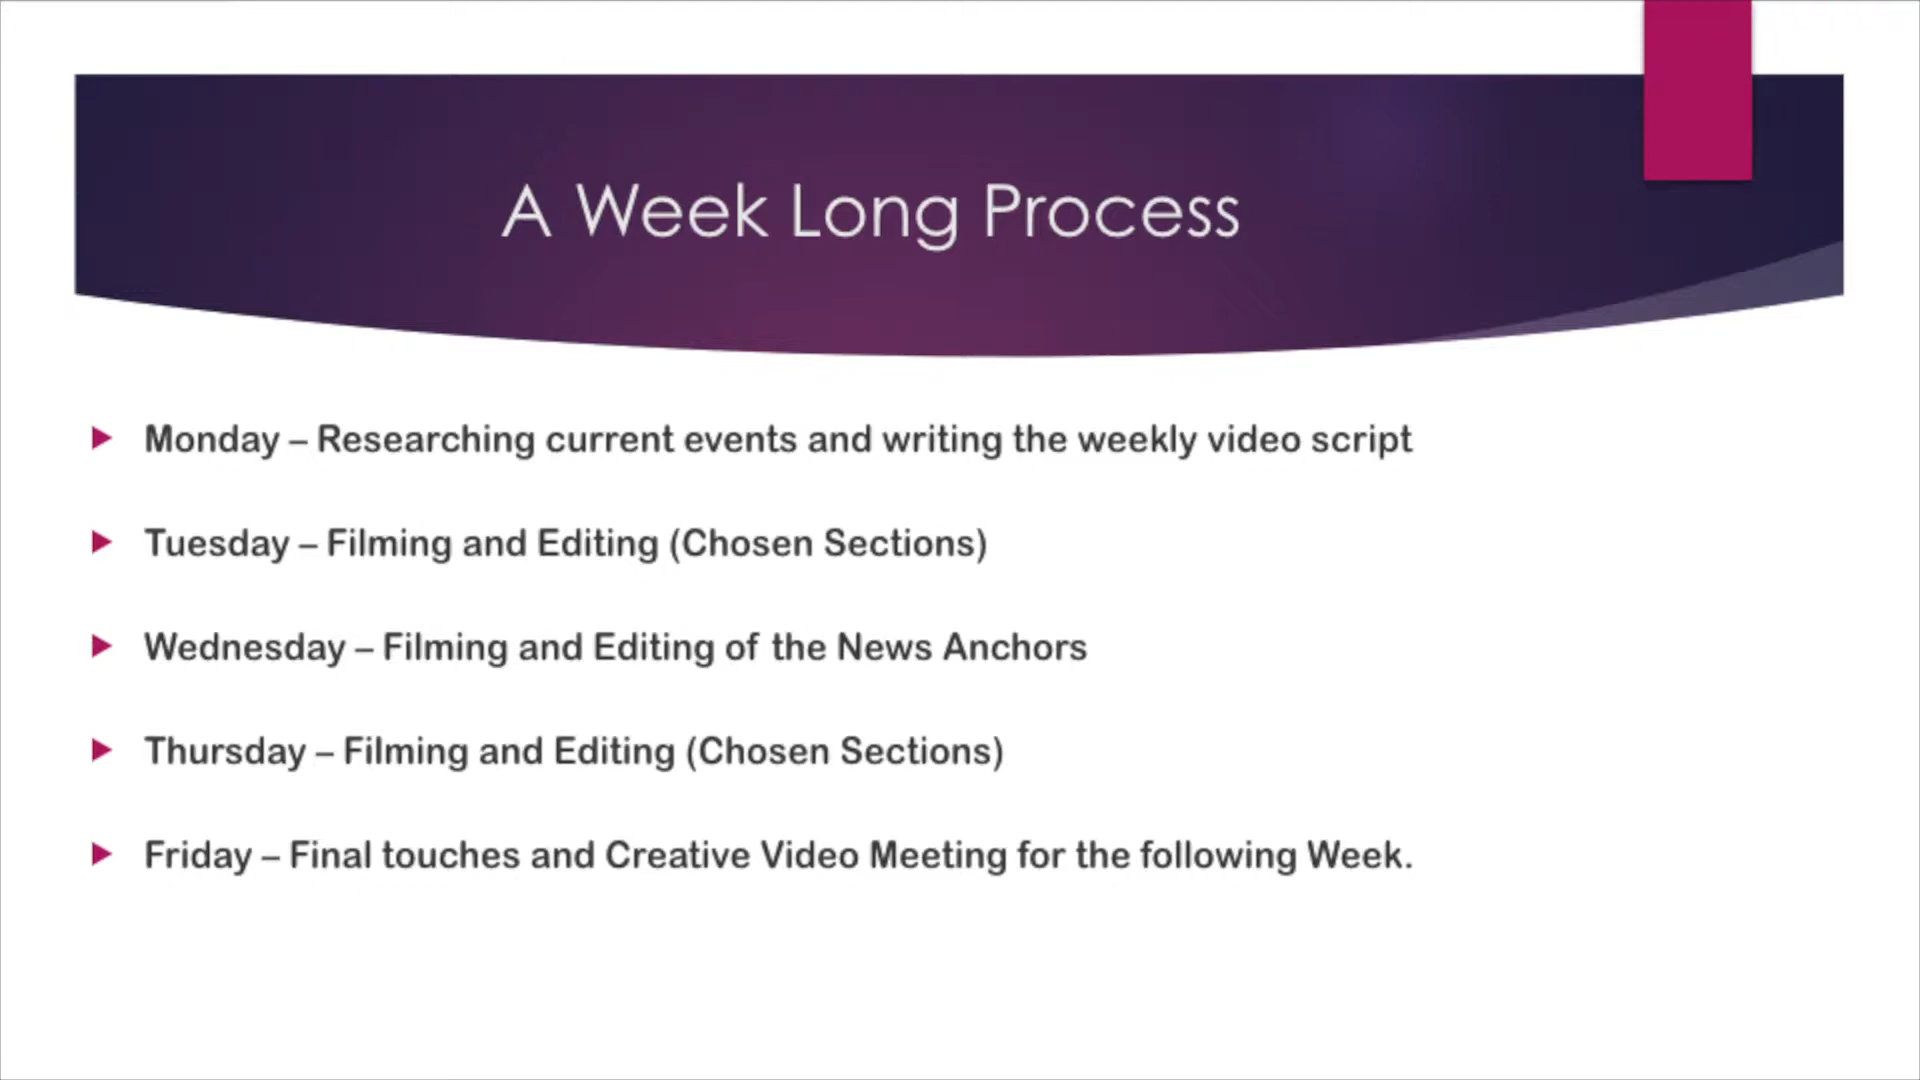 A Week Long Process
Monday – Researching current events and writing the weekly video script
Tuesday – Filming and Editing (Chosen Sections)
Wednesday – Filming and Editing of the News Anchors
Thursday – Filming and Editing (Chosen Sections)
Friday – Final touches and Creative Video Meeting for the following Week.